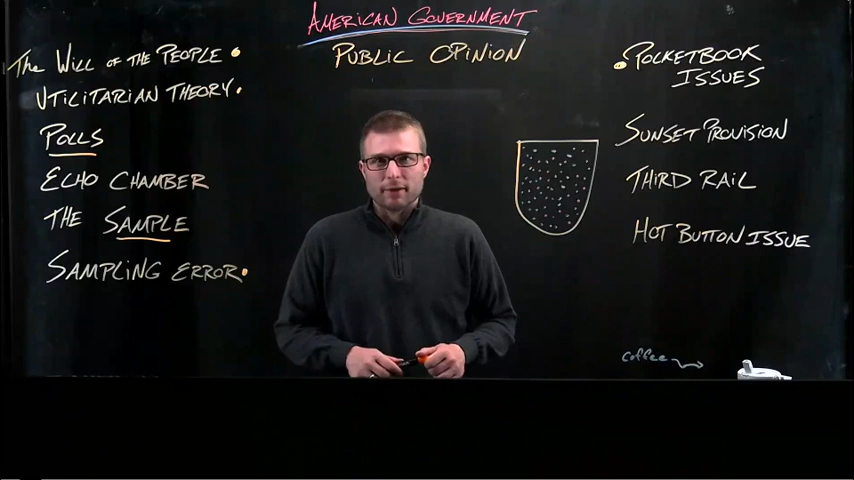 AMERICAN GOVERNMENT
PUBLIC OPINION
The WILL OF THE PEOPLE
UTILITARIAN THEORY
POLLS
ECHO CHAMBER
THE SAMPLE
SAMPLING ERROR
POCKETBOOK
ISSUES
SUNSET PROVISION
THIRD RAIL
HOT BUTTON ISSUE
coffee